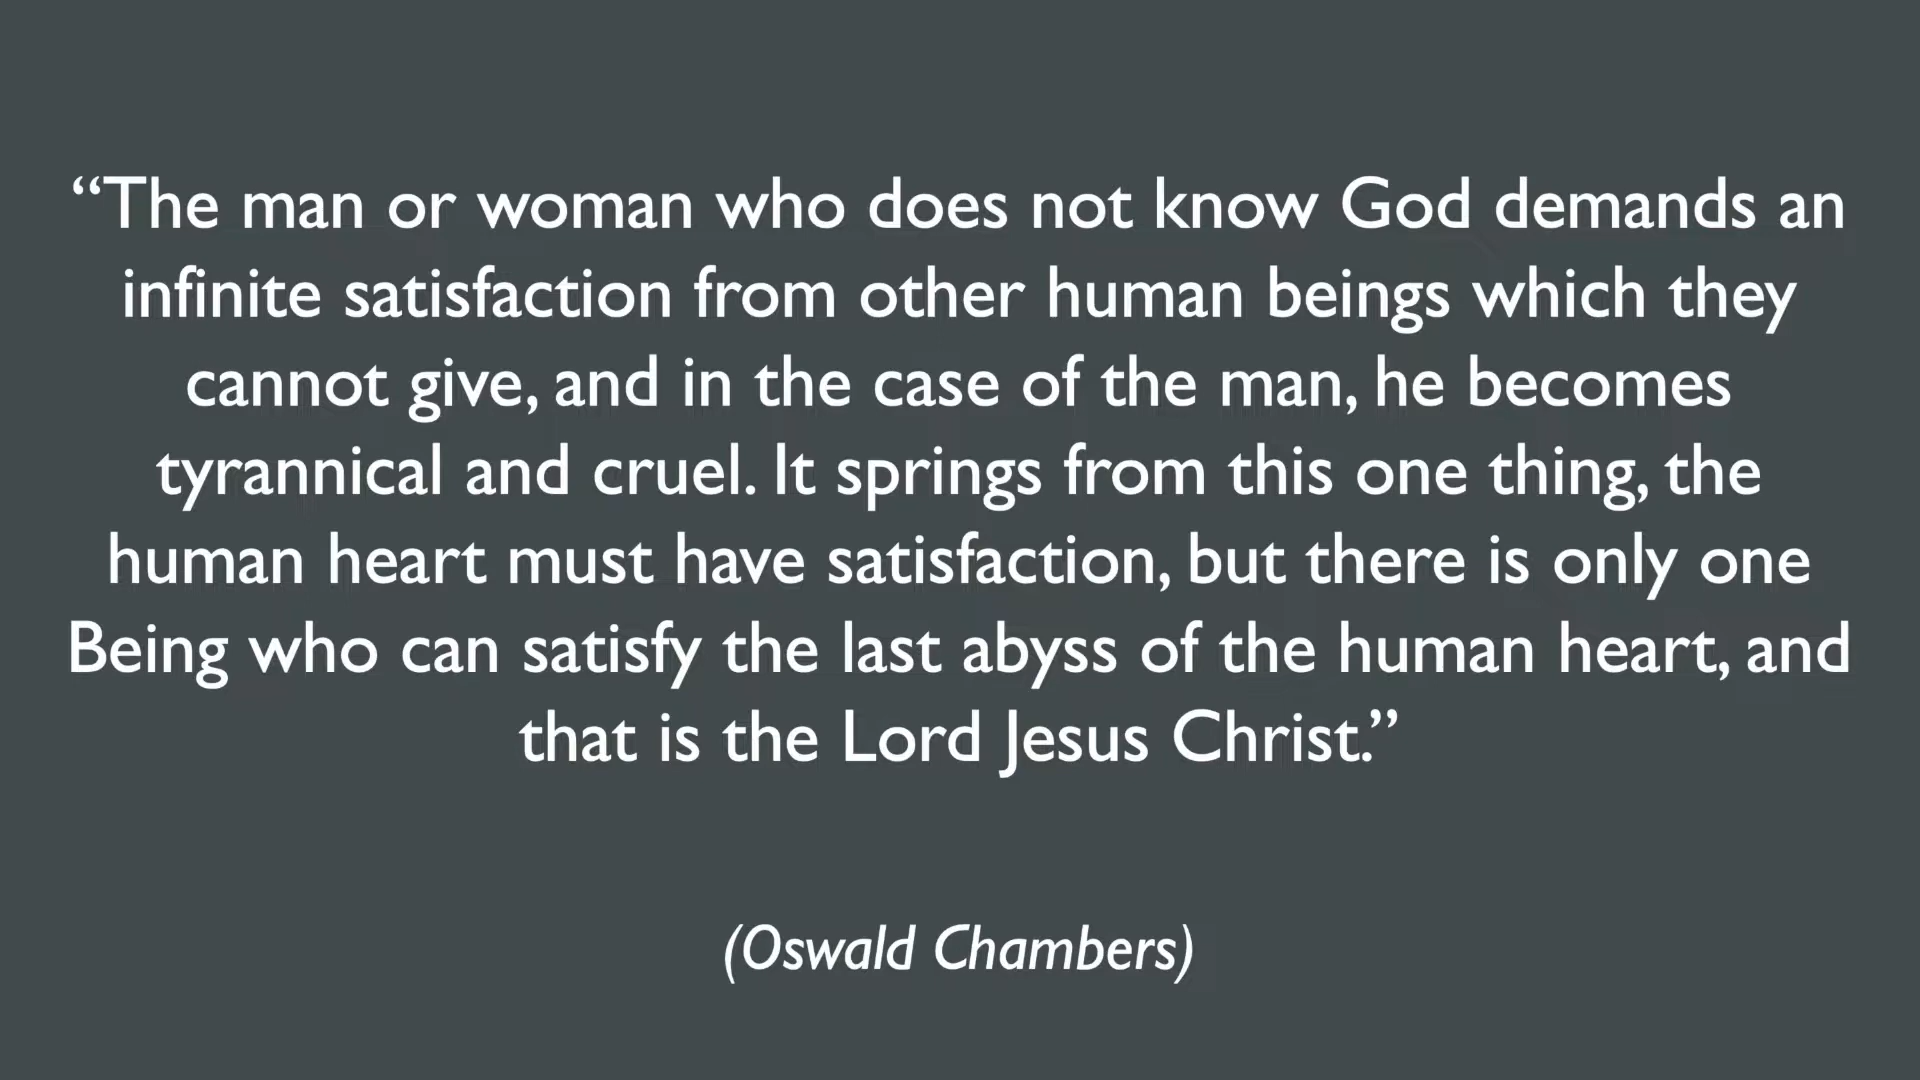 “The man or woman who does not know God demands an
infinite satisfaction from other human beings which they
cannot give, and in the case of the man, he becomes
tyrannical and cruel. It springs from this one thing, the
human heart must have satisfaction, but there is only one
Being who can satisfy the last abyss of the human heart, and
that is the Lord Jesus Christ.”
(Oswald Chambers)